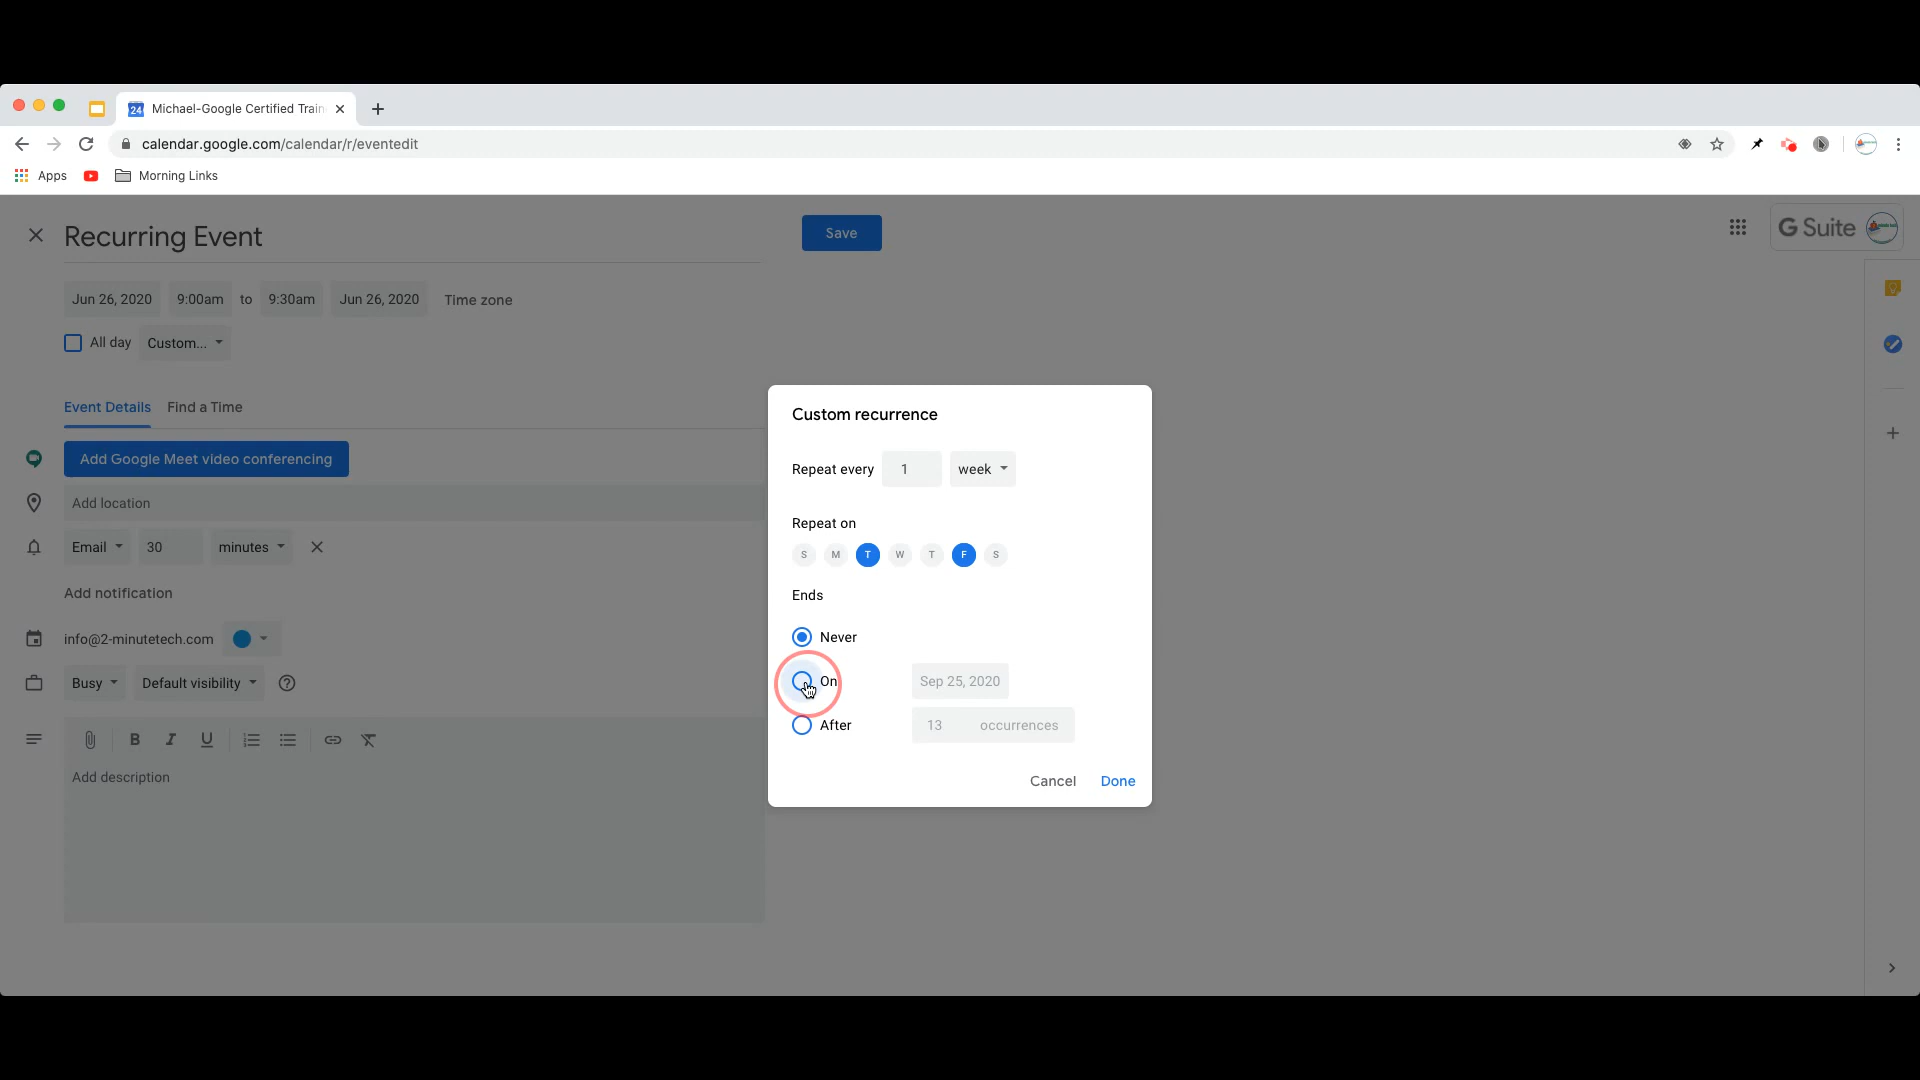 24 Michael-Google Certified Train
calendar.google.com/calendar/r/eventedit
Apps Morning Links
Recurring Event Save G Suite
Jun 26, 2020 9:00am to 9:30am Jun 26, 2020 Time zone
All day Custom...
Event Details Find a Time
Add Google Meet video conferencing
Add location
Email 30 minutes
Add notification
info@2-minutetech.com
Busy Default visibility
B I U
Add description
Custom recurrence
Repeat every 1 week
Repeat on
S M T W T F S
Ends
Never
On Sep 25, 2020
After 13 occurrences
Cancel Done